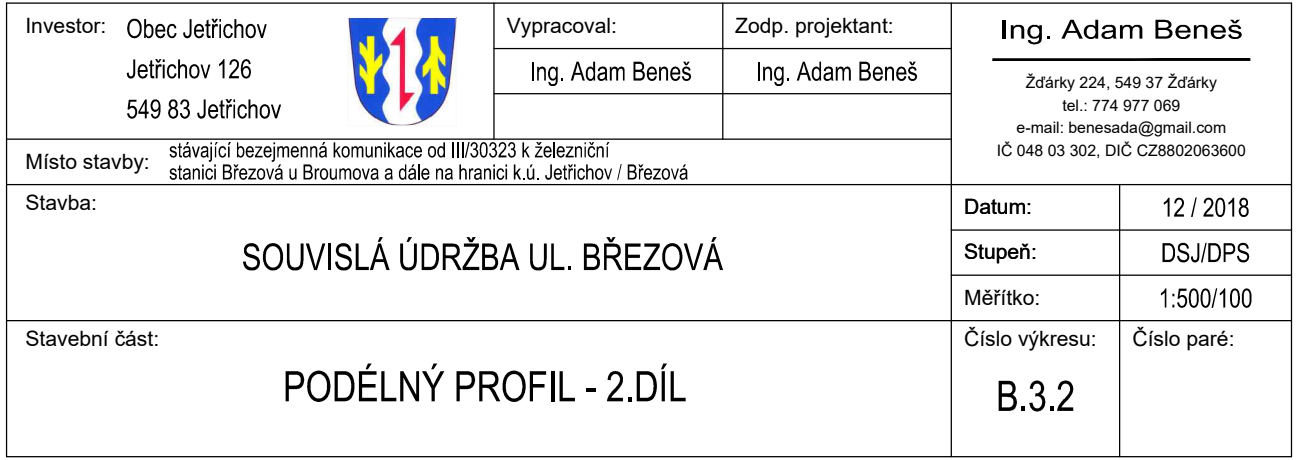 Investor: Obec Jetřichov
Jetřichov 126
549 83 Jetřichov
Vypracoval:
Ing. Adam Beneš
Zodp. projektant:
Ing. Adam Beneš
Ing. Adam Beneš
Žďárky 224, 549 37 Žďárky
tel.: 774 977 069
e-mail: benesada@gmail.com
IČ 048 03 302, DIČ CZ8802063600
Místo stavby: stávající bezejmenná komunikace od III/30323 k železniční
stanici Březová u Broumova a dále na hranici k.ú. Jetřichov / Březová
Stavba:
SOUVISLÁ ÚDRŽBA UL. BŘEZOVÁ
Datum: 12 / 2018
Stupeň: DSJ/DPS
Měřítko: 1:500/100
Stavební část:
PODÉLNÝ PROFIL - 2.DÍL
Číslo výkresu:
B.3.2
Číslo paré: